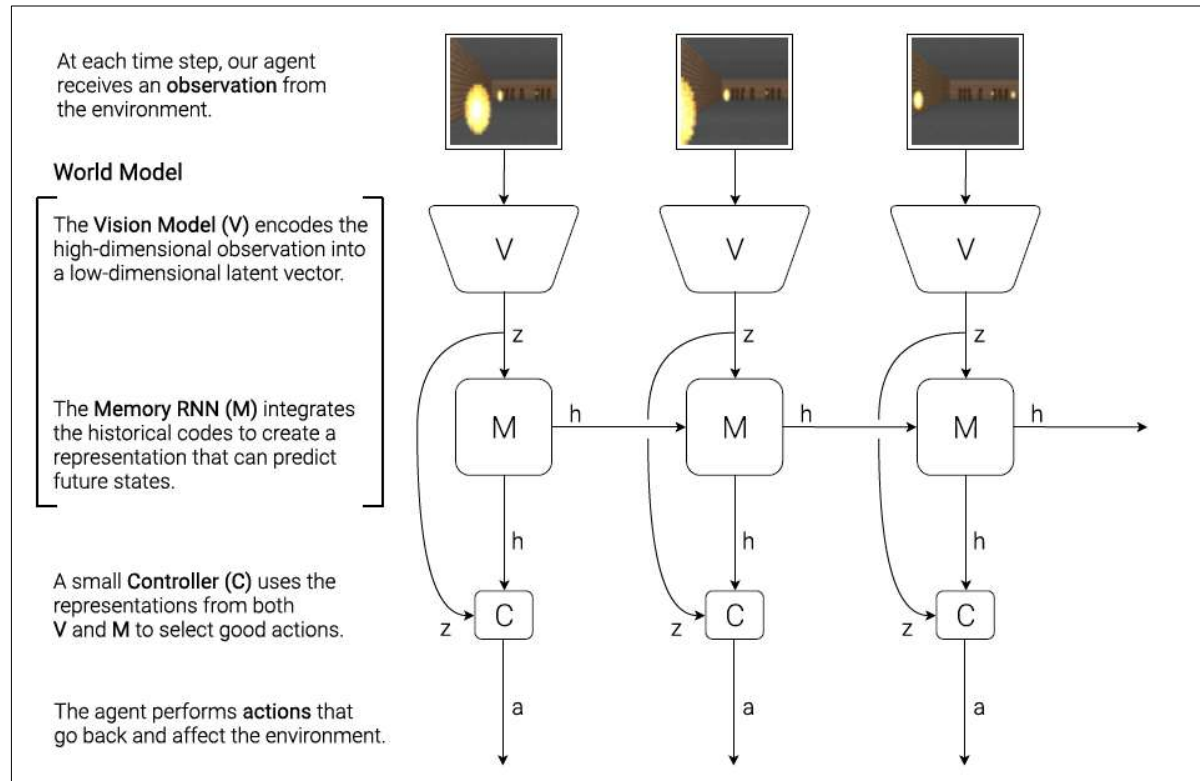 At each time step, our agent
receives an observation from
the environment.
World Model
The Vision Model (V) encodes the
high-dimensional observation into
a low-dimensional latent vector.
The Memory RNN (M) integrates
the historical codes to create a
representation that can predict
future states.
A small Controller (C) uses the
representations from both
V and M to select good actions.
The agent performs actions that
go back and affect the environment.
V V V
z z z
M h M h M h
h h h
z C z C z C
a a a